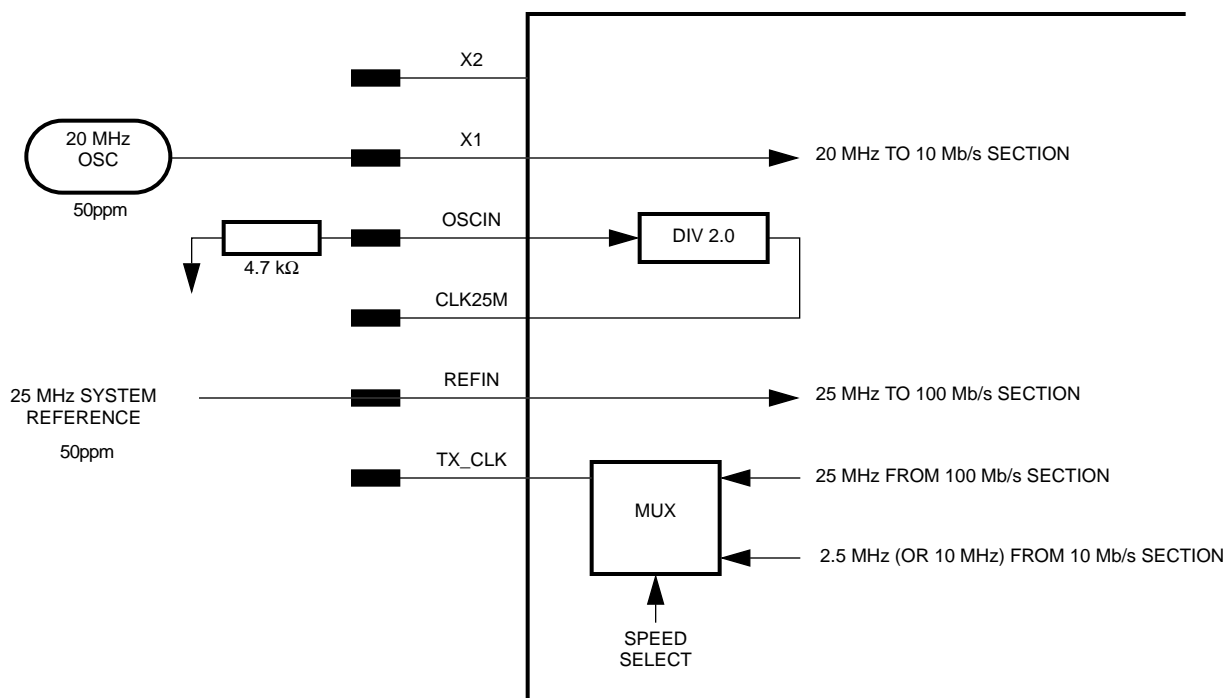 X2
20 MHz
OSC
50ppm
X1
20 MHz TO 10 Mb/s SECTION
OSCIN
4.7 kΩ
DIV 2.0
CLK25M
25 MHz SYSTEM
REFERENCE
50ppm
REFIN
25 MHz TO 100 Mb/s SECTION
TX_CLK
MUX
25 MHz FROM 100 Mb/s SECTION
2.5 MHz (OR 10 MHz) FROM 10 Mb/s SECTION
SPEED
SELECT